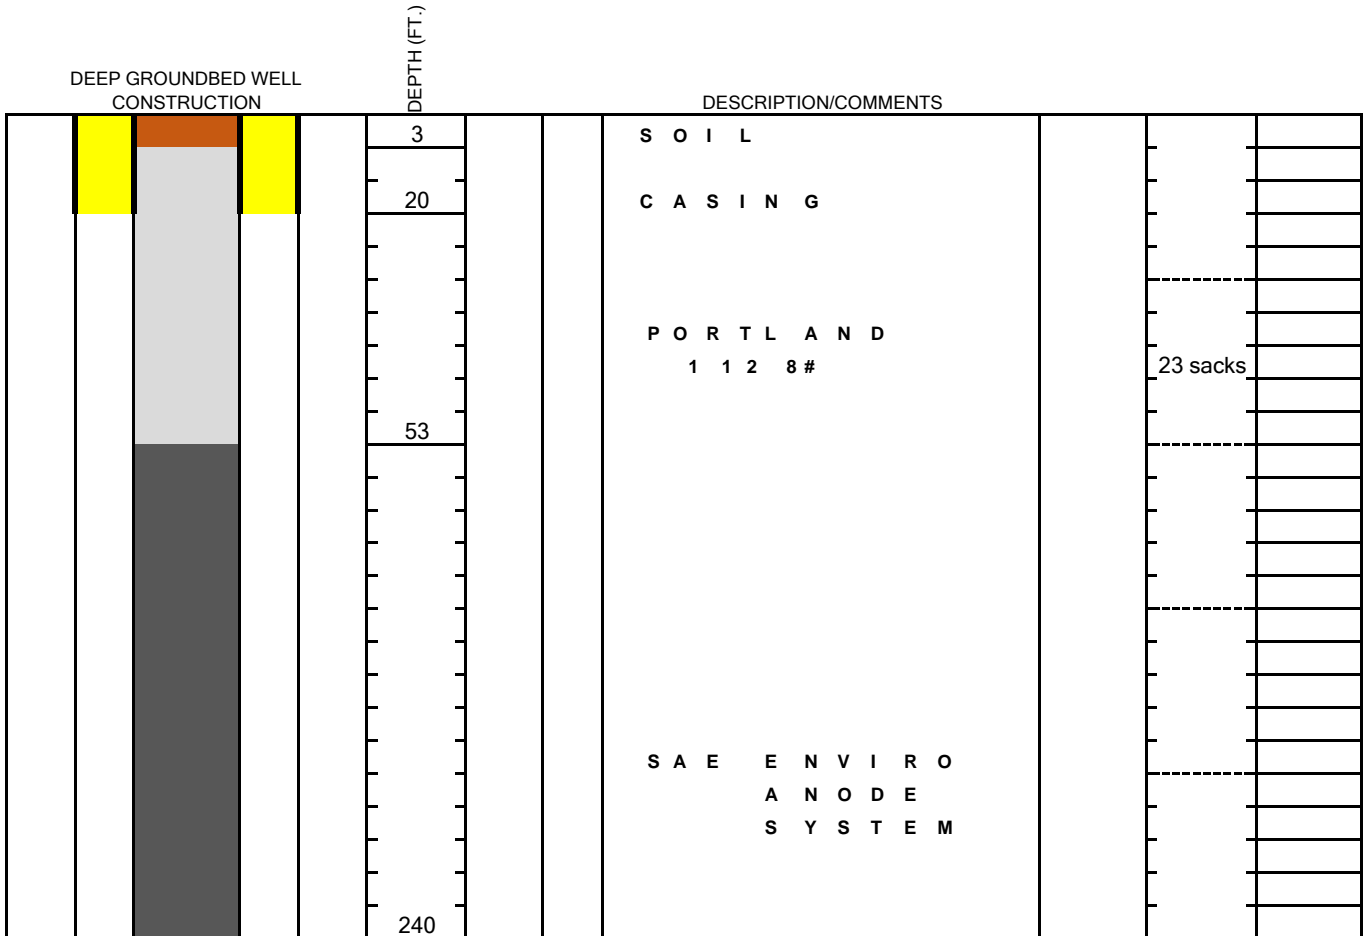 DEPTH (FT.)
DEEP GROUNDBED WELL
CONSTRUCTION
DESCRIPTION/COMMENTS
3 S O I L
20 C A S I N G
P O R T L A N D
1 1 2 8 # 23 sacks
53
S A E E N V I R O
A N O D E
S Y S T E M
240